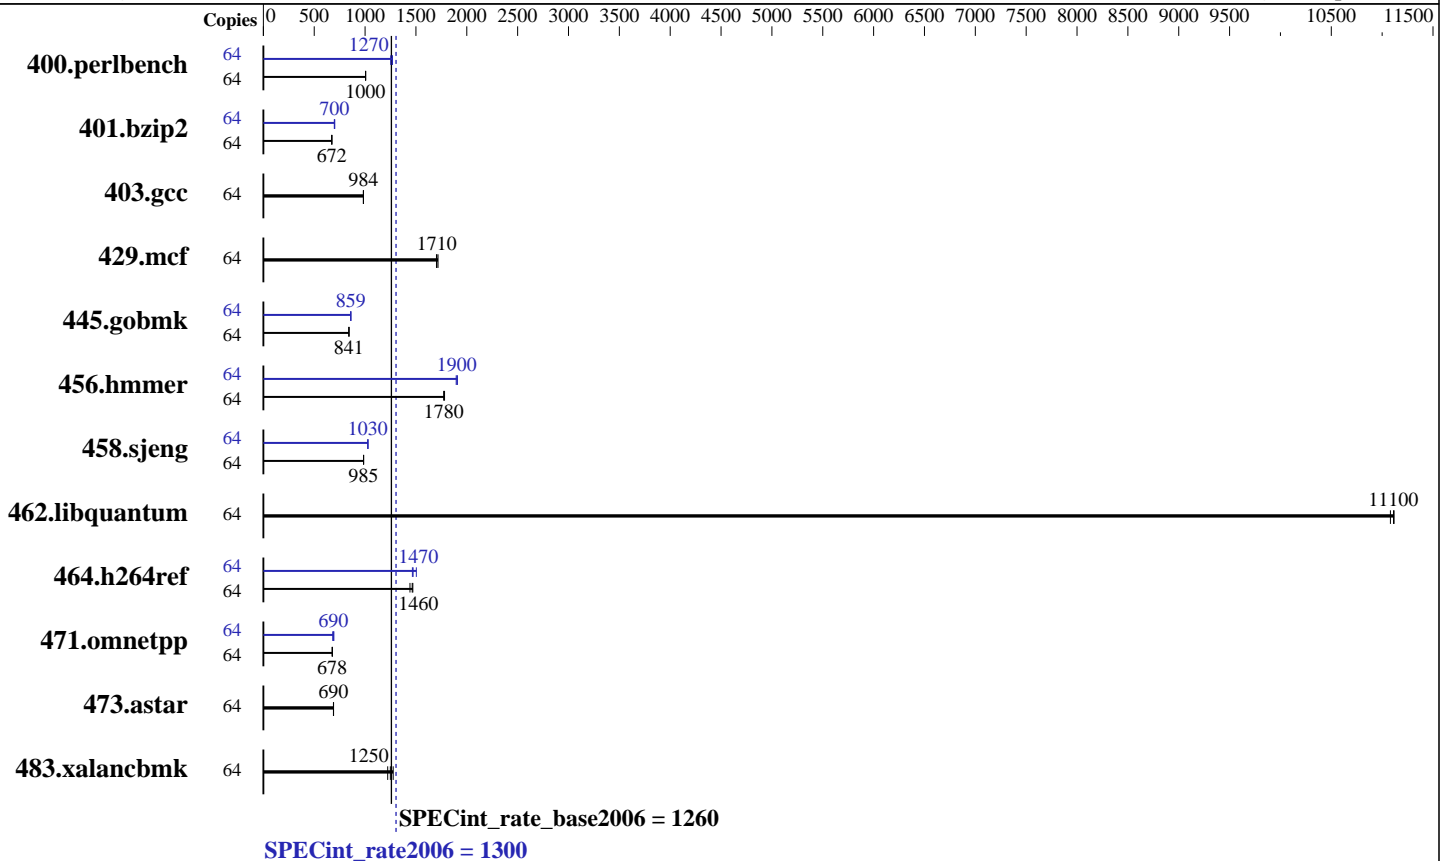 Copies 0 500 1000 1500 2000 2500 3000 3500 4000 4500 5000 5500 6000 6500 7000 7500 8000 8500 9000 9500 10500 11500
400.perlbench 64 1270
64 1000
401.bzip2 64 700
64 672
403.gcc 64 984
429.mcf 64 1710
445.gobmk 64 859
64 841
456.hmmer 64 1900
64 1780
458.sjeng 64 1030
64 985
462.libquantum 64 11100
464.h264ref 64 1470
64 1460
471.omnetpp 64 690
64 678
473.astar 64 690
483.xalancbmk 64 1250
SPECint_rate_base2006 = 1260
SPECint_rate2006 = 1300